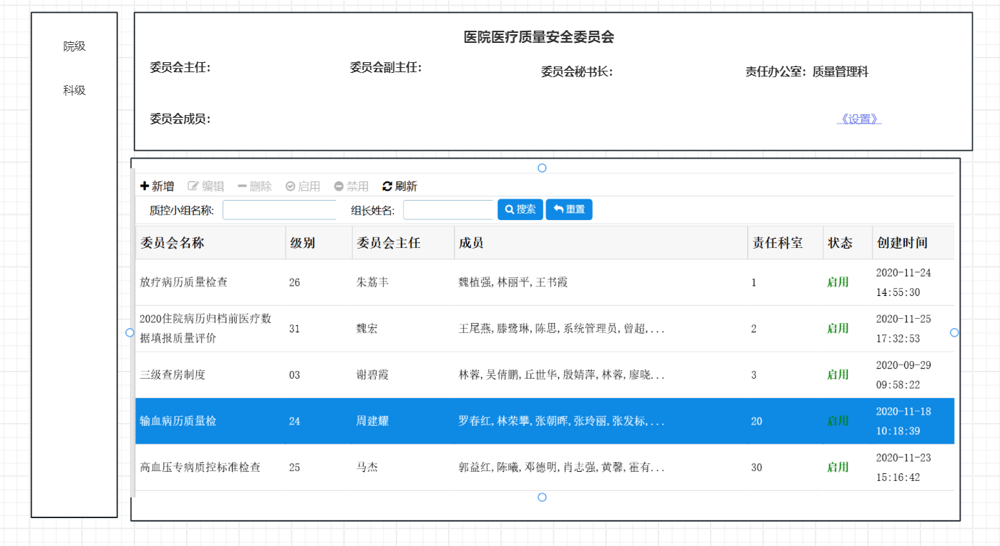 院级
科级
医院医疗质量安全委员会
委员会主任: 委员会副主任: 委员会秘书长: 责任办公室: 质量管理科
委员会成员: 《设置》
新增 编辑 删除 启用 禁用 刷新
质控小组名称: 组长姓名: 搜索 重置
委员会名称 级别 委员会主任 成员 责任科室 状态 创建时间
放疗病历质量检查 26 朱荔丰 魏植强,林丽平,王书霞 1 启用 2020-11-24
14:55:30
2020住院病历归档前医疗数
据填报质量评价 31 魏宏 王尾燕,滕鹭琳,陈思,系统管理员,曾超,... 2 启用 2020-11-25
17:32:53
三级查房制度 03 谢碧霞 林蓉,吴倩鹏,丘世华,殷婧萍,林蓉,廖晓... 3 启用 2020-09-29
09:58:22
输血病历质量检 24 周建耀 罗春红,林荣攀,张朝晖,张玲丽,张发标,... 20 启用 2020-11-18
10:18:39
高血压专病质控标准检查 25 马杰 郭益红,陈曦,邓德明,肖志强,黄馨,霍有... 30 启用 2020-11-23
15:16:42